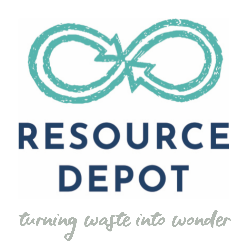 RESOURCE
DEPOT
turning waste into wonder